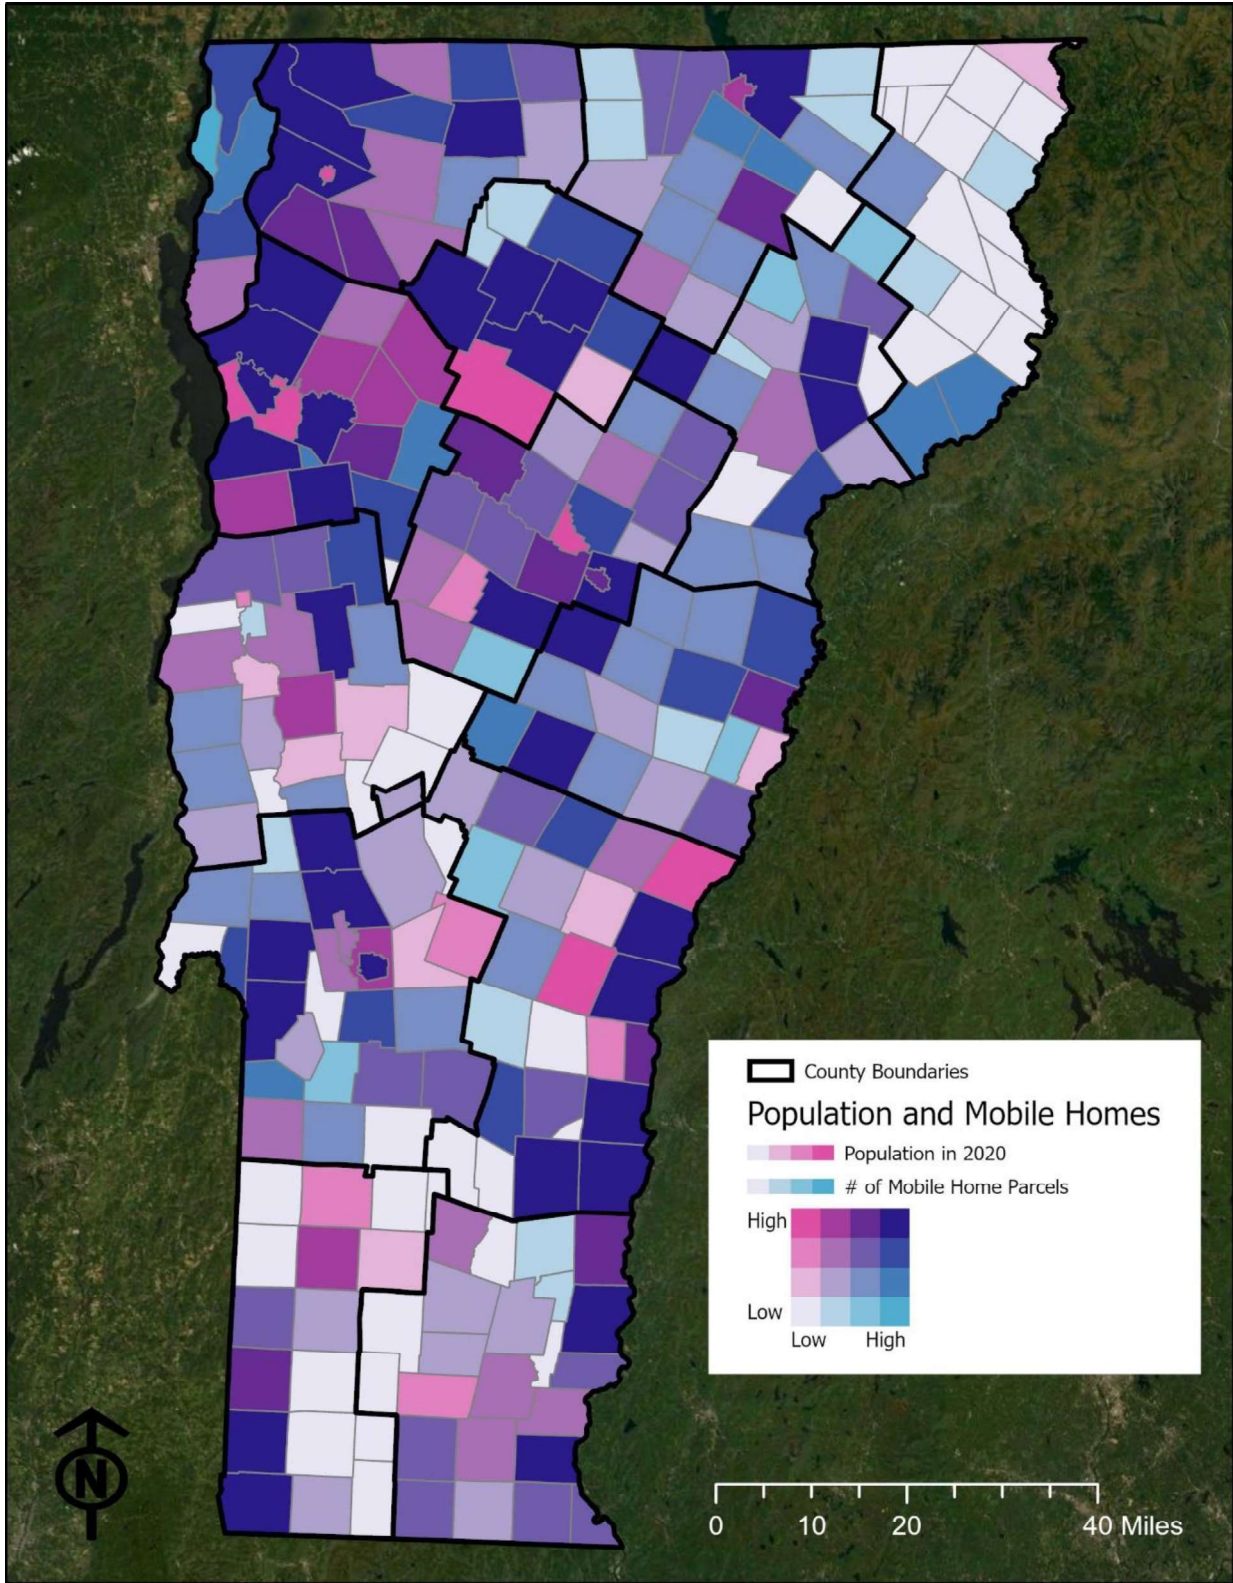 County Boundaries
Population and Mobile Homes
Population in 2020
# of Mobile Home Parcels
High
Low
Low High
N
0 10 20 40 Miles